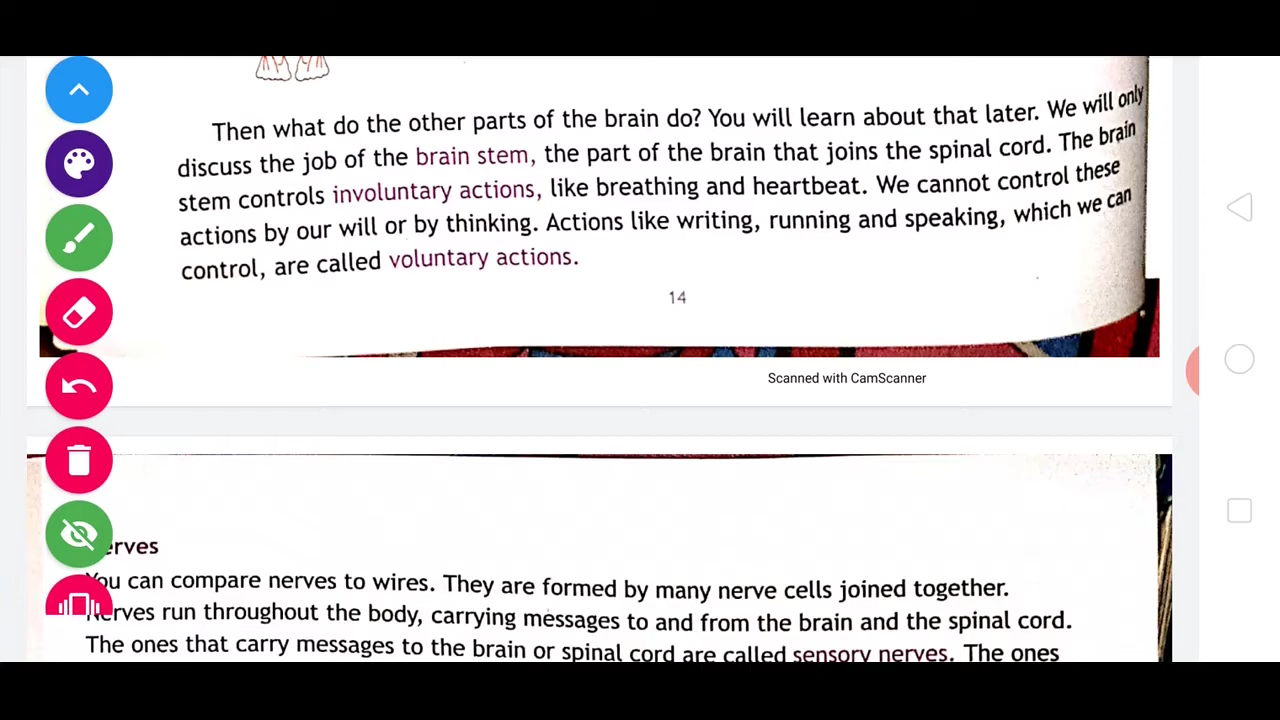 Then what do the other parts of the brain do? You will learn about that later. We will only
discuss the job of the brain stem, the part of the brain that joins the spinal cord. The brain
stem controls involuntary actions, like breathing and heartbeat. We cannot control these
actions by our will or by thinking. Actions like writing, running and speaking, which we can
control, are called voluntary actions.
14
Scanned with CamScanner
erves
You can compare nerves to wires. They are formed by many nerve cells joined together.
Nerves run throughout the body, carrying messages to and from the brain and the spinal cord.
The ones that carry messages to the brain or spinal cord are called sensory nerves. The ones